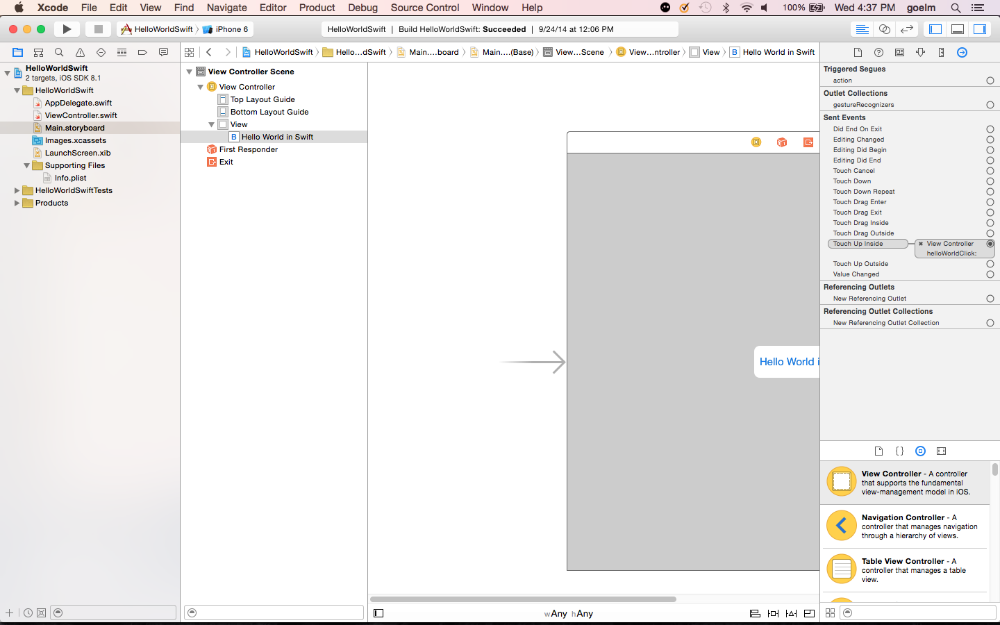 Xcode File Edit View Find Navigate Editor Product Debug Source Control Window Help 100% Wed 4:37 PM goelm
HelloWorldSwift iPhone 6 HelloWorldSwift | Build HelloWorldSwift: Succeeded | 9/24/14 at 12:06 PM
HelloWorldSwift Hello...dSwift Main....board Main....(Base) View...Scene View...ntroller View B Hello World in Swift
HelloWorldSwift
2 targets, iOS SDK 8.1
HelloWorldSwift
AppDelegate.swift
ViewController.swift
Main.storyboard
Images.xcassets
LaunchScreen.xib
Supporting Files
Info.plist
HelloWorldSwiftTests
Products
View Controller Scene
View Controller
Top Layout Guide
Bottom Layout Guide
View
B Hello World in Swift
First Responder
Exit
Hello World i
wAny hAny
Triggered Segues
action
Outlet Collections
gestureRecognizers
Sent Events
Did End On Exit
Editing Changed
Editing Did Begin
Editing Did End
Touch Cancel
Touch Down
Touch Down Repeat
Touch Drag Enter
Touch Drag Exit
Touch Drag Inside
Touch Drag Outside
Touch Up Inside View Controller
helloWorldClick:
Touch Up Outside
Value Changed
Referencing Outlets
New Referencing Outlet
Referencing Outlet Collections
New Referencing Outlet Collection
{}
View Controller - A controller
that supports the fundamental
view-management model in iOS.
Navigation Controller - A
controller that manages navigation
through a hierarchy of views.
Table View Controller - A
controller that manages a table
view.